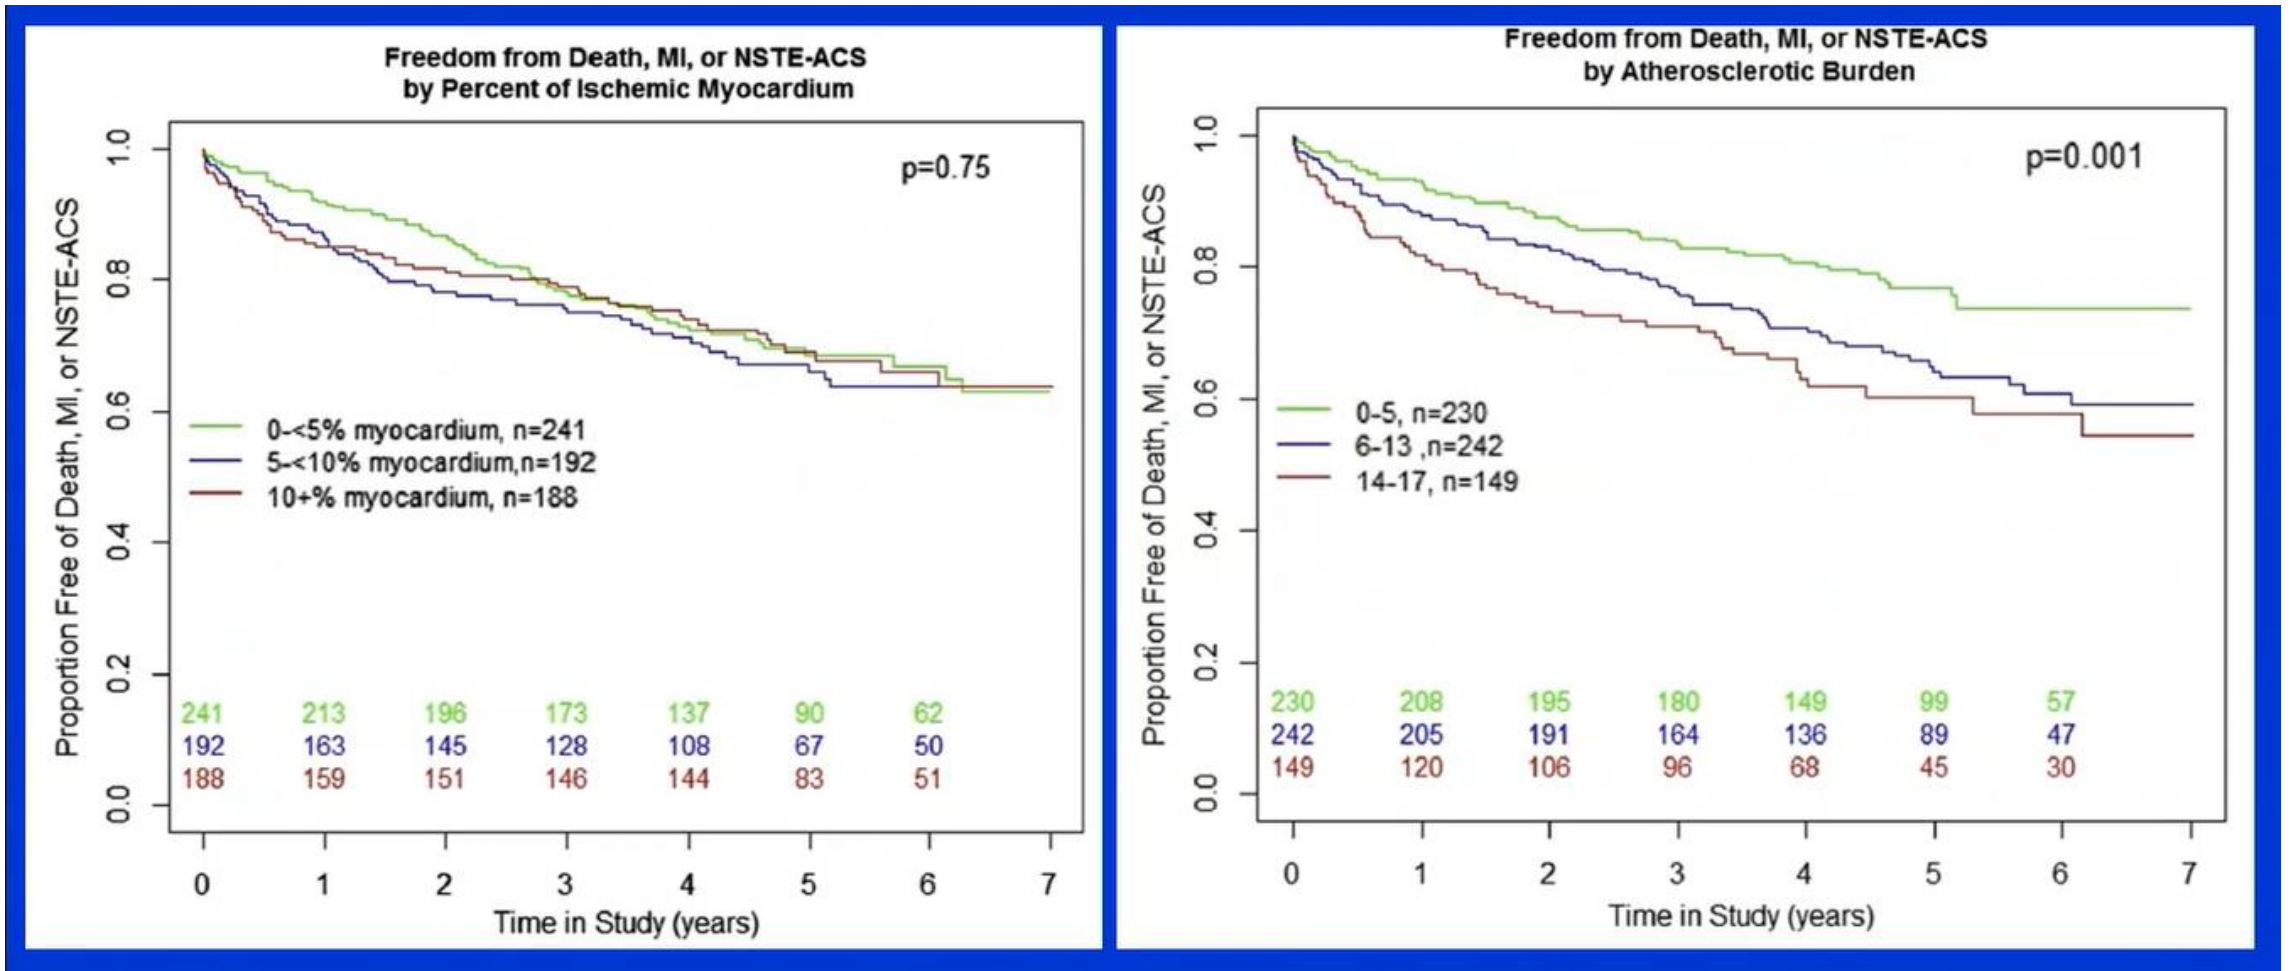 Freedom from Death, MI, or NSTE-ACS
by Percent of Ischemic Myocardium
p=0.75
Proportion Free of Death, MI, or NSTE-ACS
1.0
0.8
0.6
0.4
0.2
0.0
0-<5% myocardium, n=241
5-<10% myocardium,n=192
10+% myocardium, n=188
241 213 196 173 137 90 62
192 163 145 128 108 67 50
188 159 151 146 144 83 51
0 1 2 3 4 5 6 7
Time in Study (years)
Freedom from Death, MI, or NSTE-ACS
by Atherosclerotic Burden
p=0.001
Proportion Free of Death, MI, or NSTE-ACS
1.0
0.8
0.6
0.4
0.2
0.0
0-5, n=230
6-13 ,n=242
14-17, n=149
230 208 195 180 149 99 57
242 205 191 164 136 89 47
149 120 106 96 68 45 30
0 1 2 3 4 5 6 7
Time in Study (years)